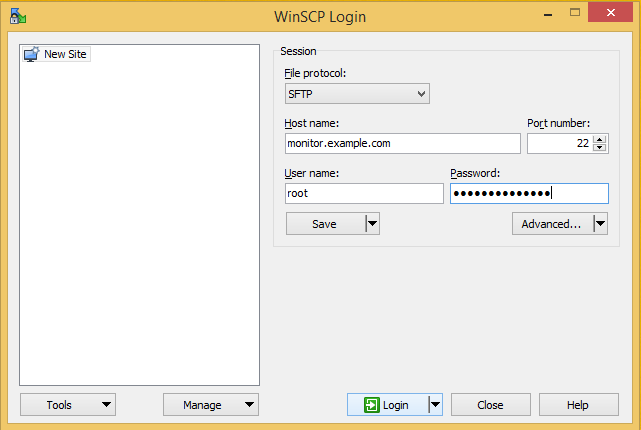 WinSCP Login
New Site
Session
File protocol:
SFTP
Host name:
Port number:
monitor.example.com
22
User name:
Password:
root
●●●●●●●●●●●●●●
Save
Advanced...
Tools
Manage
Login
Close
Help